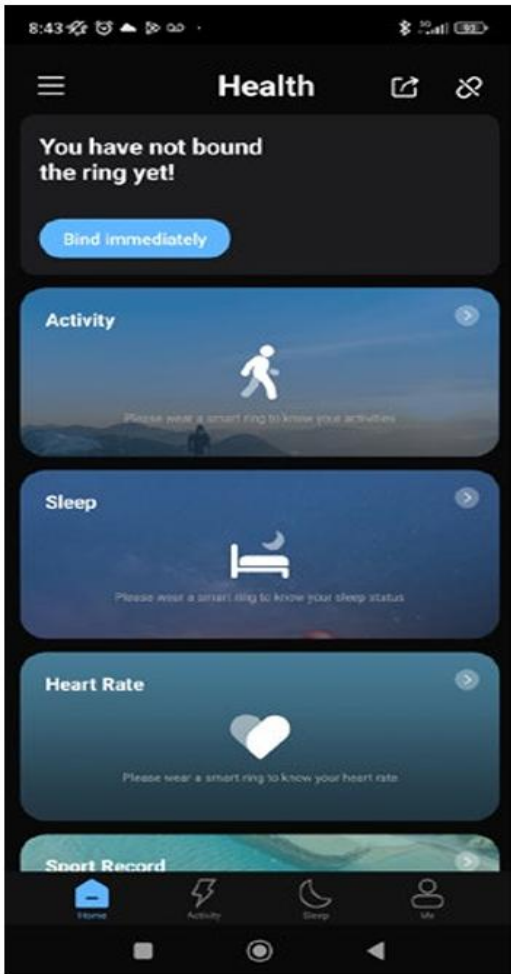 8:43
Health
You have not bound
the ring yet!
Bind immediately
Activity
Please wear a smart ring to know your activities
Sleep
Please wear a smart ring to know your sleep status
Heart Rate
Please wear a smart ring to know your heart rate
Sport Record
Home Activity Sleep Me